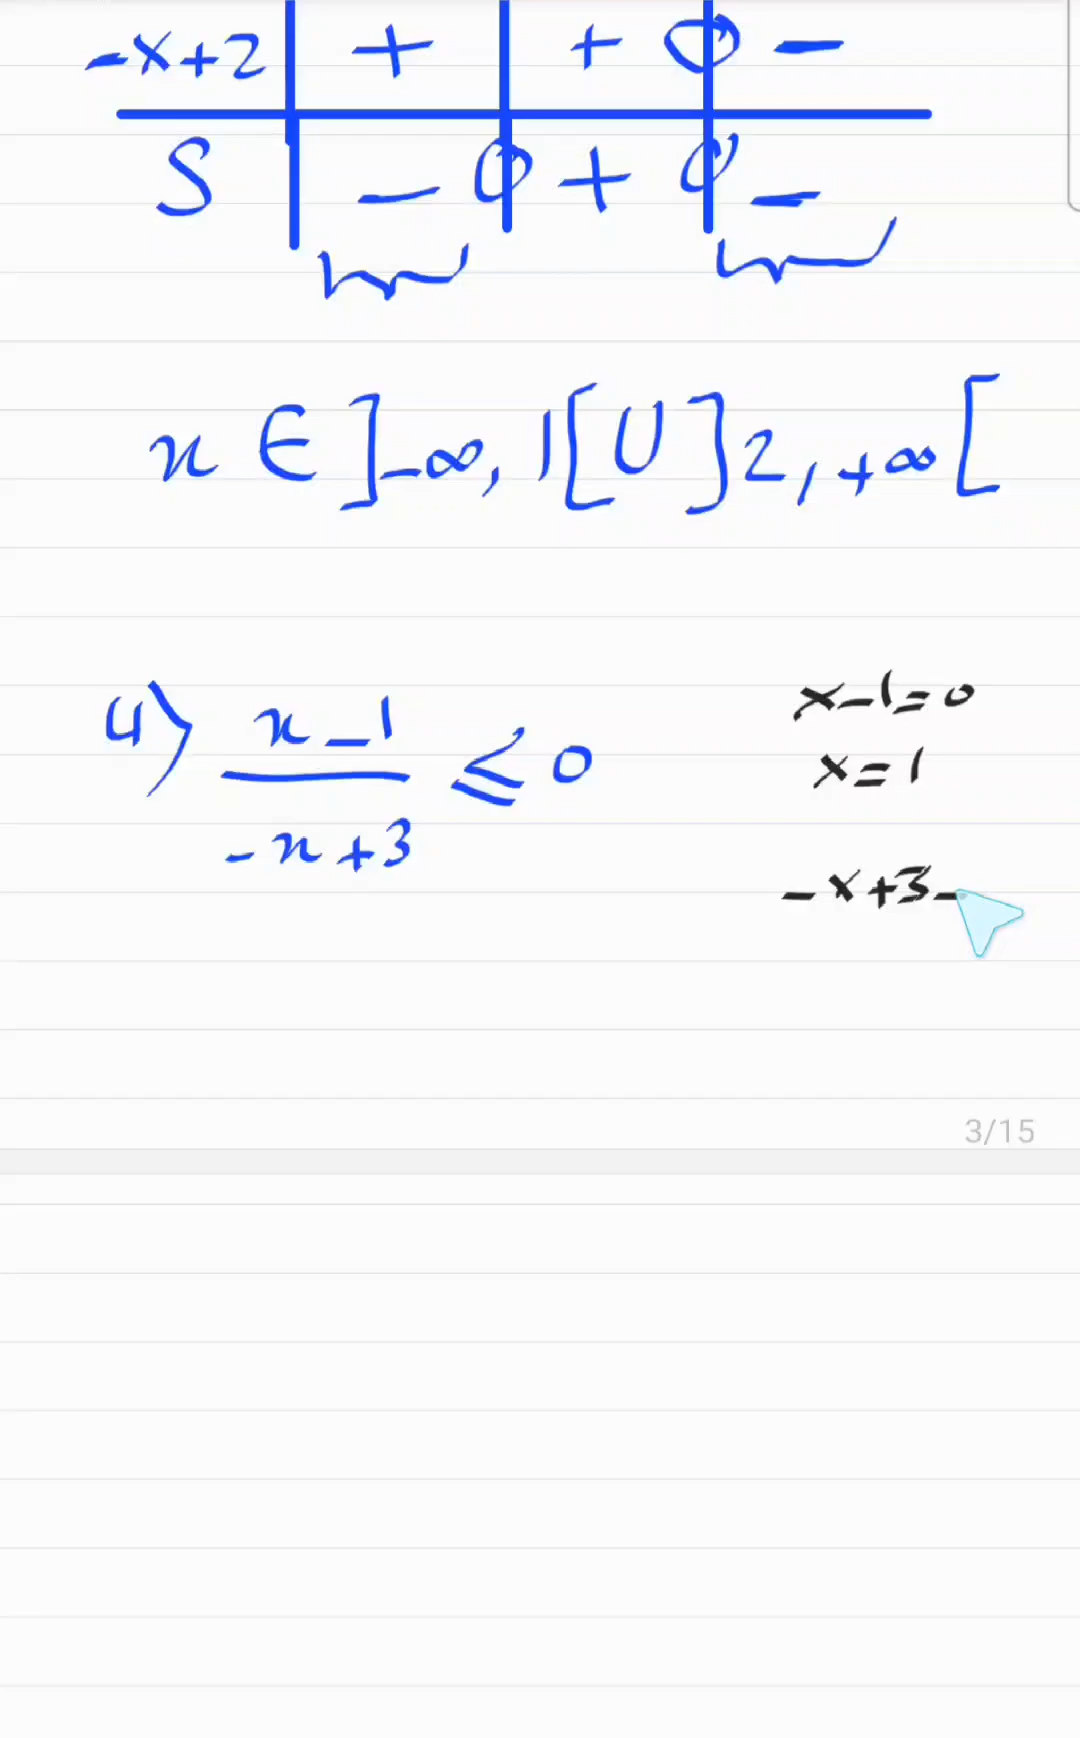 -x+2 | + | + 0 -
S | - 0 + 0 -
x ∈ ]-∞, 1[ U ]2, +∞[
4) (x-1)/(-x+3) ≤ 0
x-1=0
x=1
-x+3-
3/15